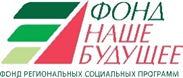 ФОНД
НАШЕ
БУДУЩЕЕ
ФОНД РЕГИОНАЛЬНЫХ СОЦИАЛЬНЫХ ПРОГРАММ